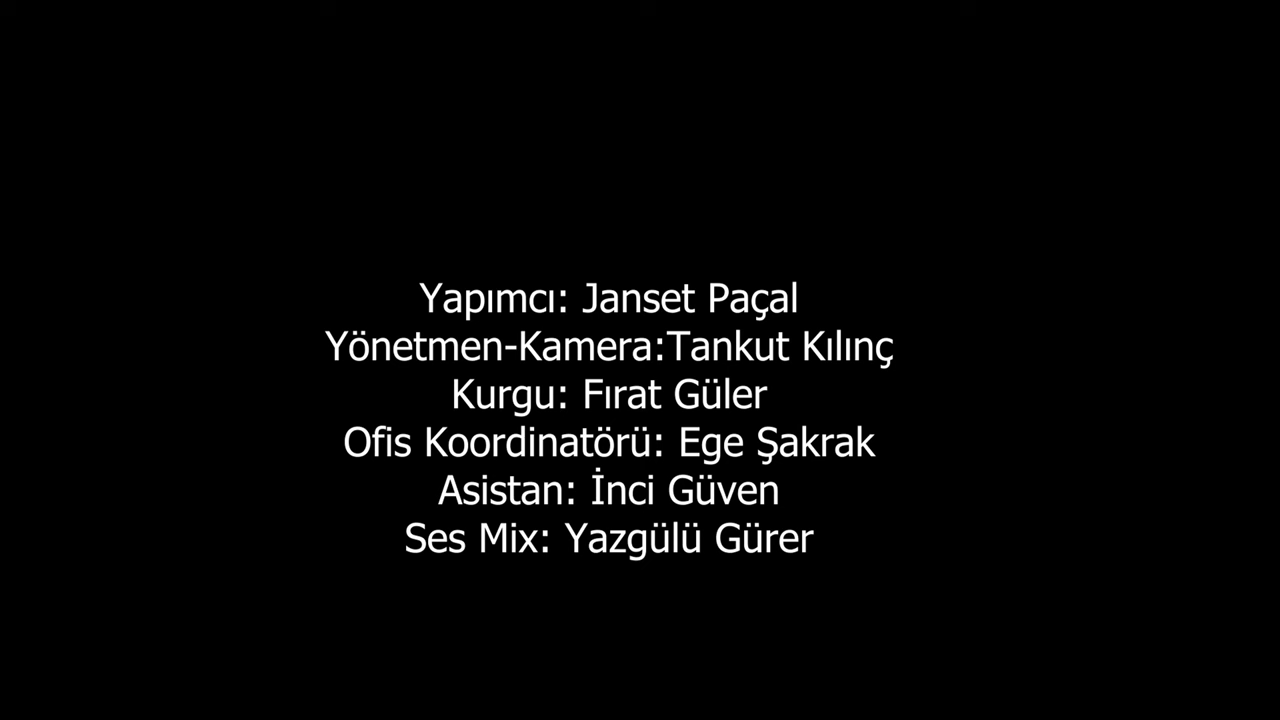 Yapımcı: Janset Paçal
Yönetmen-Kamera:Tankut Kılınç
Kurgu: Fırat Güler
Ofis Koordinatörü: Ege Şakrak
Asistan: İnci Güven
Ses Mix: Yazgülü Gürer